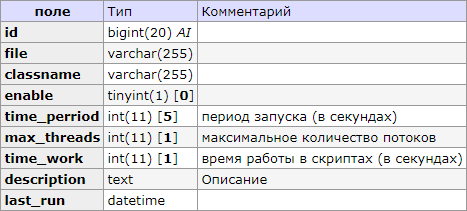 поле Тип Комментарий
id bigint(20) AI
file varchar(255)
classname varchar(255)
enable tinyint(1) [0]
time_perriod int(11) [5] период запуска (в секундах)
max_threads int(11) [1] максимальное количество потоков
time_work int(11) [1] время работы в скриптах (в секундах)
description text Описание
last_run datetime